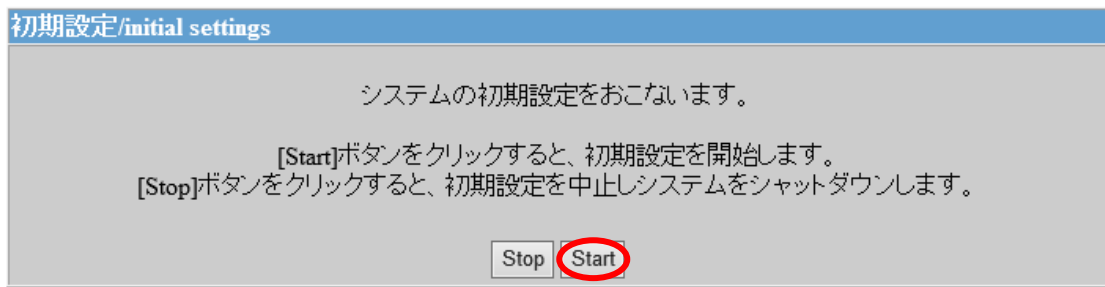 初期設定/initial settings
システムの初期設定をおこないます。
[Start]ボタンをクリックすると、初期設定を開始します。
[Stop]ボタンをクリックすると、初期設定を中止しシステムをシャットダウンします。
Stop Start